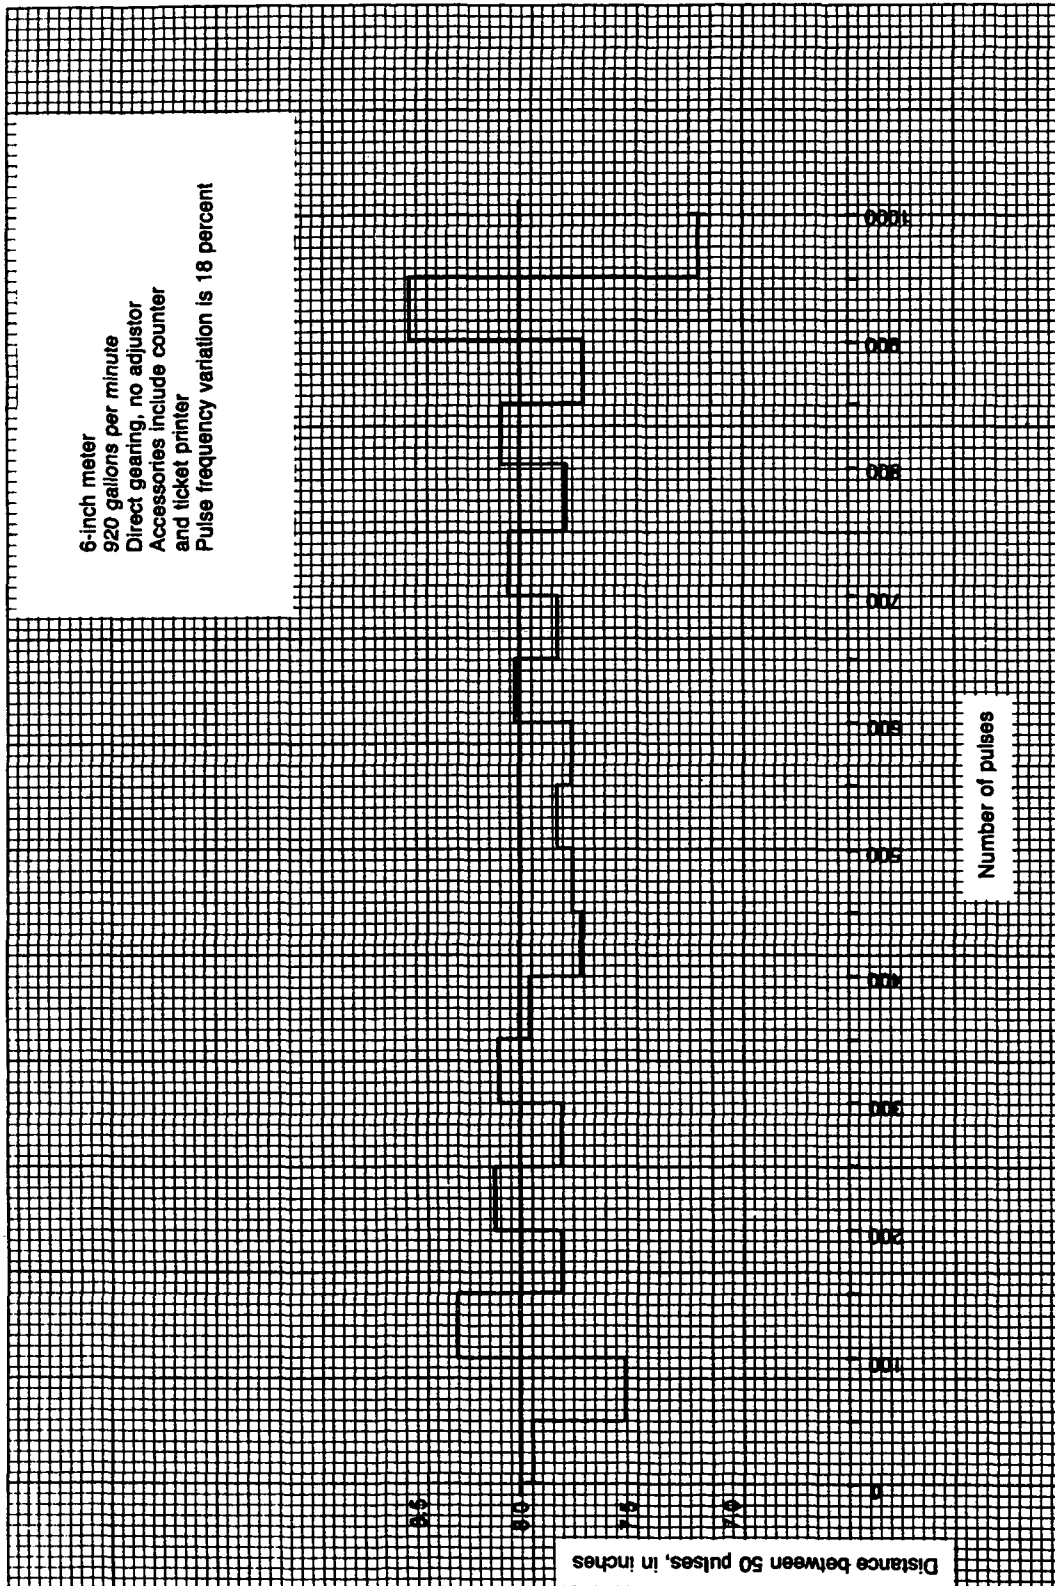 6-inch meter
920 gallons per minute
Direct gearing, no adjustor
Accessories include counter
and ticket printer
Pulse frequency variation is 18 percent
Distance between 50 pulses, in inches
8.5
8.0
7.5
7.0
0
100
200
300
400
500
600
700
800
900
1000
Number of pulses